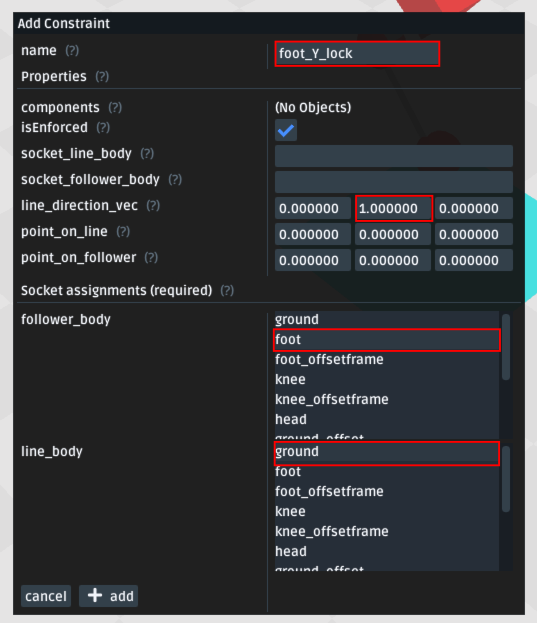 Add Constraint
name (?) foot_Y_lock
Properties (?)
components (?) (No Objects)
isEnforced (?)
socket_line_body (?)
socket_follower_body (?)
line_direction_vec (?) 0.000000 1.000000 0.000000
point_on_line (?) 0.000000 0.000000 0.000000
point_on_follower (?) 0.000000 0.000000 0.000000
Socket assignments (required) (?)
follower_body ground
foot
foot_offsetframe
knee
knee_offsetframe
head
ground_offset
line_body ground
foot
foot_offsetframe
knee
knee_offsetframe
head
ground_offset
cancel + add